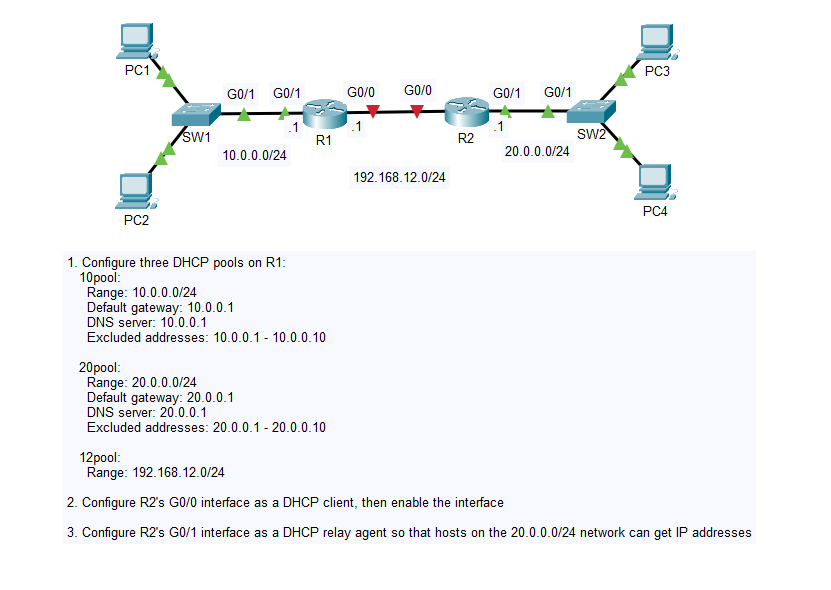 PC1
PC3
G0/1 G0/1 G0/0 G0/0 G0/1 G0/1
SW1 .1 R1 .1 R2 .1 SW2
10.0.0.0/24
192.168.12.0/24
20.0.0.0/24
PC2
PC4
1. Configure three DHCP pools on R1:
10pool:
Range: 10.0.0.0/24
Default gateway: 10.0.0.1
DNS server: 10.0.0.1
Excluded addresses: 10.0.0.1 - 10.0.0.10
20pool:
Range: 20.0.0.0/24
Default gateway: 20.0.0.1
DNS server: 20.0.0.1
Excluded addresses: 20.0.0.1 - 20.0.0.10
12pool:
Range: 192.168.12.0/24
2. Configure R2's G0/0 interface as a DHCP client, then enable the interface
3. Configure R2's G0/1 interface as a DHCP relay agent so that hosts on the 20.0.0.0/24 network can get IP addresses